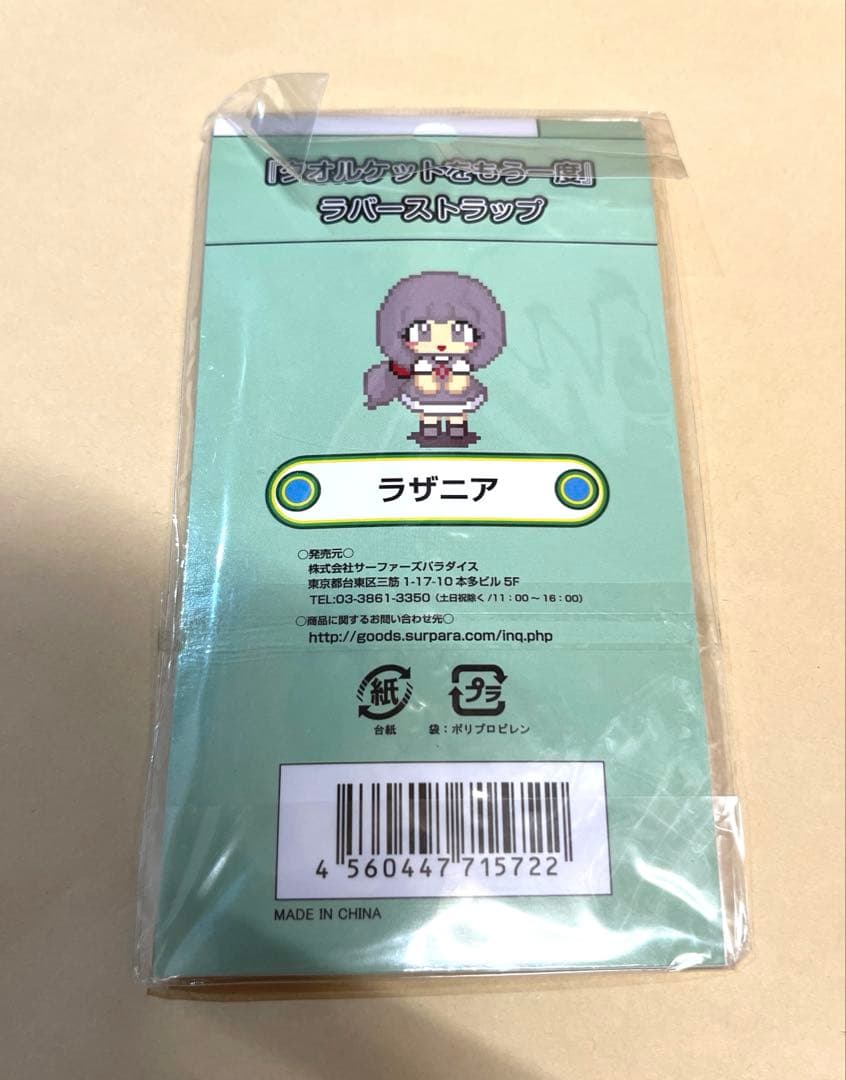 『タオルケットをもう一度』
ラバーストラップ
ラザニア
○発売元○
株式会社サーファーズパラダイス
東京都台東区三筋 1-17-10 本多ビル 5F
TEL:03-3861-3350（土日祝除く/11：00～16：00）
○商品に関するお問い合わせ先○
http://goods.surpara.com/inq.php
紙 プラ
台紙 袋：ポリプロピレン
4 560447 715722
MADE IN CHINA